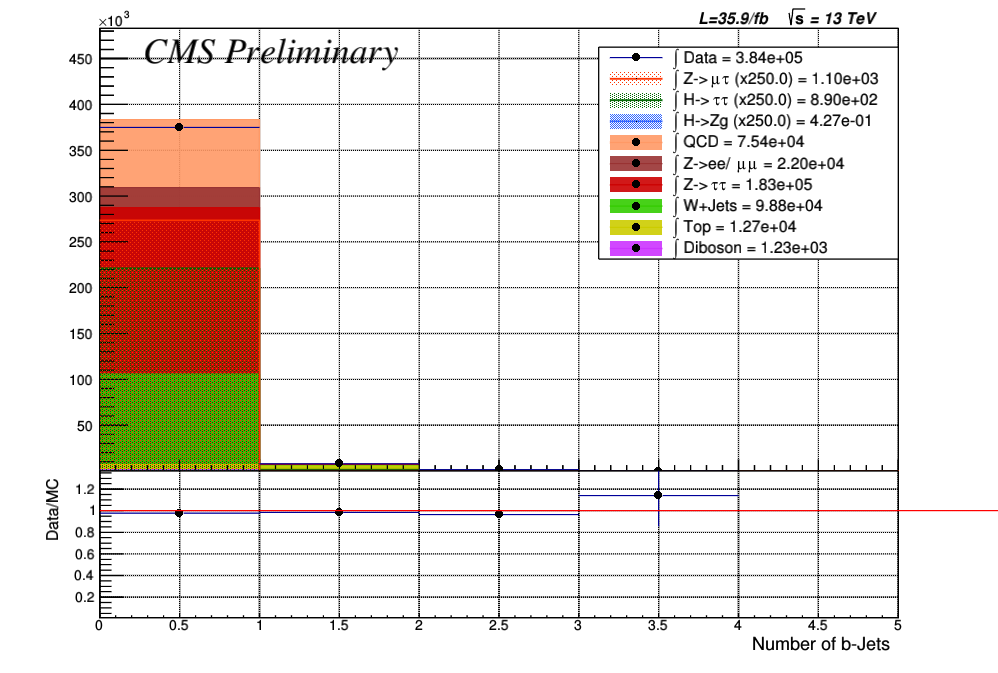 ×10³
L=35.9/fb √s = 13 TeV
CMS Preliminary
∫ Data = 3.84e+05
∫ Z->μτ (x250.0) = 1.10e+03
∫ H->ττ (x250.0) = 8.90e+02
∫ H->Zg (x250.0) = 4.27e-01
∫ QCD = 7.54e+04
∫ Z->ee/ μμ = 2.20e+04
∫ Z->ττ = 1.83e+05
∫ W+Jets = 9.88e+04
∫ Top = 1.27e+04
∫ Diboson = 1.23e+03
450
400
350
300
250
200
150
100
50
Data/MC
1.2
1
0.8
0.6
0.4
0.2
0 0.5 1 1.5 2 2.5 3 3.5 4 4.5 5
Number of b-Jets